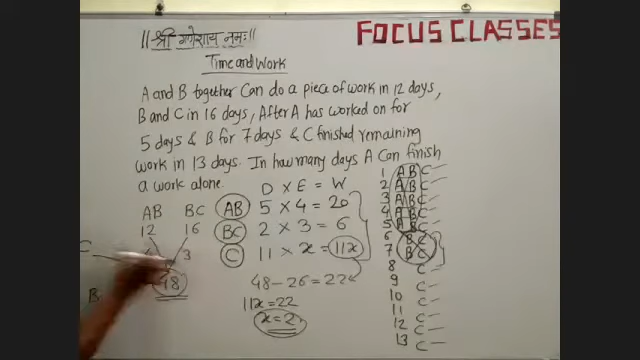 || श्री गणेशाय नमः ||
FOCUS CLASSES
Time and Work
A and B together Can do a piece of work in 12 days,
B and C in 16 days, After A has worked on for
5 days & B for 7 days & C finished remaining
work in 13 days. In how many days A Can finish
a work alone.
D × E = W
AB BC
12 16
3
48
C
B
AB 5 × 4 = 20
BC 2 × 3 = 6
C 11 × x = 11x
48 - 26 = 22
11x = 22
x = 2
1 A B C
2 A B C
3 A B C
4 A B C
5 A B C
6 B C
7 B C
8 C
9 C
10 C
11 C
12 C
13 C